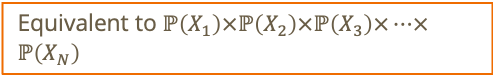 Equivalent to ℙ(X₁)×ℙ(X₂)×ℙ(X₃)× ⋯×
ℙ(X_N)